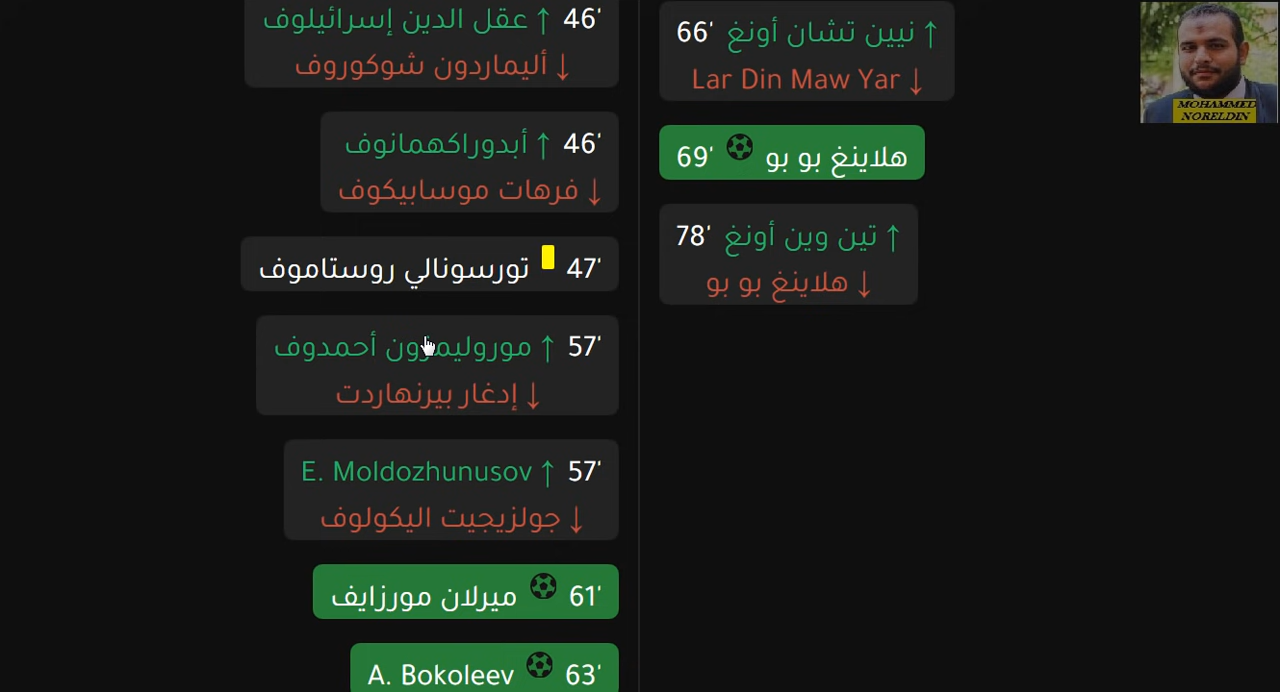 46' ↑ عقل الدين إسرائيلوف
↓ أليماردون شوكوروف
46' ↑ أبدوراكهمانوف
↓ فرهات موسابيكوف
47' تورسونالي روستاموف
57' ↑ موروليمزون أحمدوف
↓ إدغار بيرنهاردت
57' ↑ E. Moldozhunusov
↓ جولزيجيت اليكولوف
61' ميرلان مورزايف
63' A. Bokoleev
66' ↑ نيين تشان أونغ
Lar Din Maw Yar ↓
69' هلاينغ بو بو
78' ↑ تين وين أونغ
↓ هلاينغ بو بو
MOHAMMED
NORELDIN